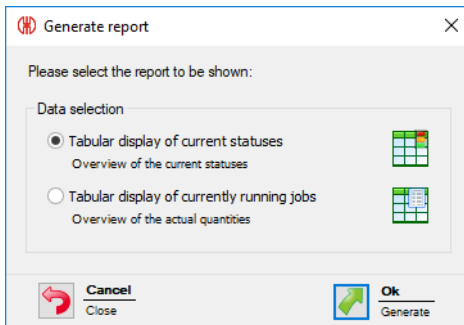 Generate report
Please select the report to be shown:
Data selection
Tabular display of current statuses
Overview of the current statuses
Tabular display of currently running jobs
Overview of the actual quantities
Cancel
Close
Ok
Generate